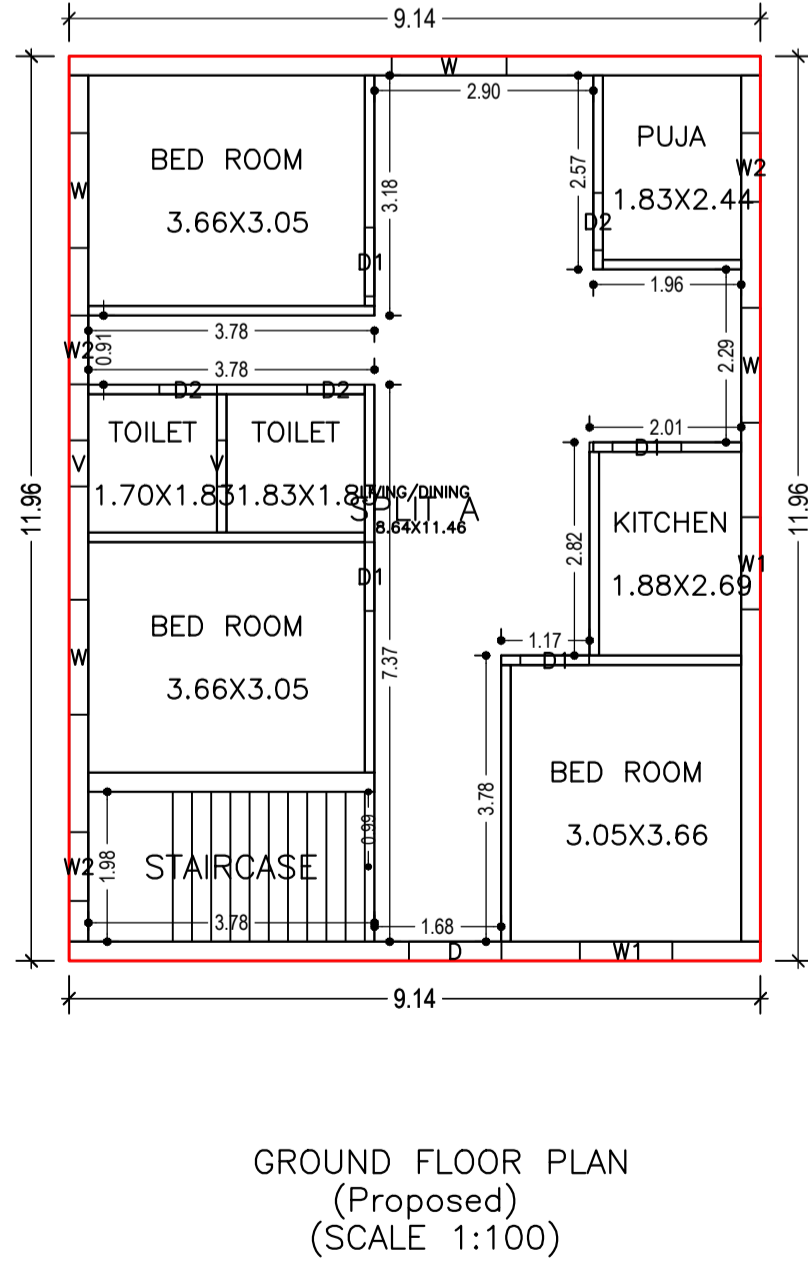 9.14
W
2.90
BED ROOM
3.66X3.05
W
3.18
D1
2.57
PUJA
1.83X2.44
W2
D2
1.96
3.78
0.91
W2
3.78
2.29
W
D2
D2
2.01
D1
TOILET
TOILET
V
V
1.70X1.83
1.83X1.83
LIVING/DINING
SPLIT A
8.64X11.46
11.96
11.96
KITCHEN
1.88X2.69
W1
2.82
D1
BED ROOM
3.66X3.05
W
7.37
1.17
D1
BED ROOM
3.05X3.66
3.78
0.99
1.98
W2
STAIRCASE
3.78
1.68
D
W1
9.14
GROUND FLOOR PLAN
(Proposed)
(SCALE 1:100)